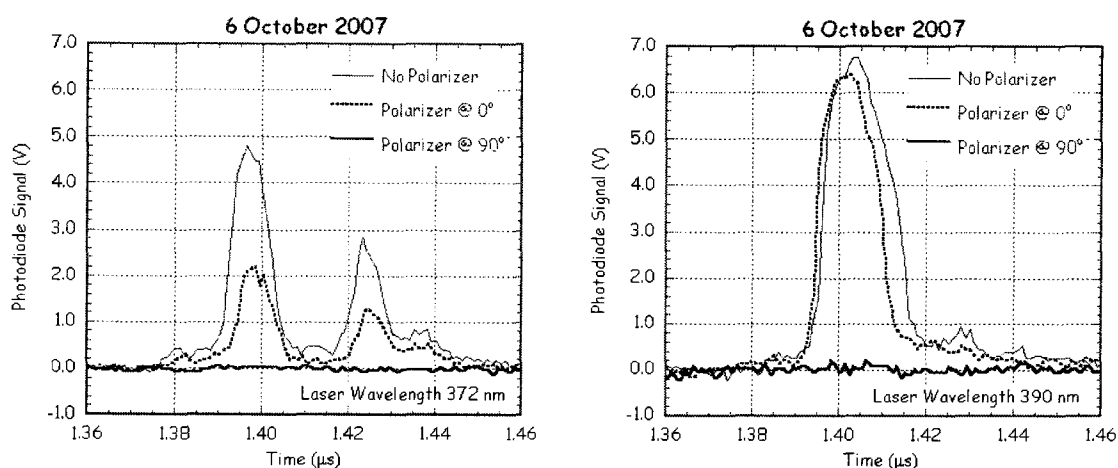 6 October 2007
7.0
6.0
5.0
4.0
3.0
2.0
1.0
0.0
-1.0
Photodiode Signal (V)
No Polarizer
Polarizer @ 0°
Polarizer @ 90°
Laser Wavelength 372 nm
1.36 1.38 1.40 1.42 1.44 1.46
Time (µs)
6 October 2007
7.0
6.0
5.0
4.0
3.0
2.0
1.0
0.0
-1.0
Photodiode Signal (V)
No Polarizer
Polarizer @ 0°
Polarizer @ 90°
Laser Wavelength 390 nm
1.36 1.38 1.40 1.42 1.44 1.46
Time (µs)